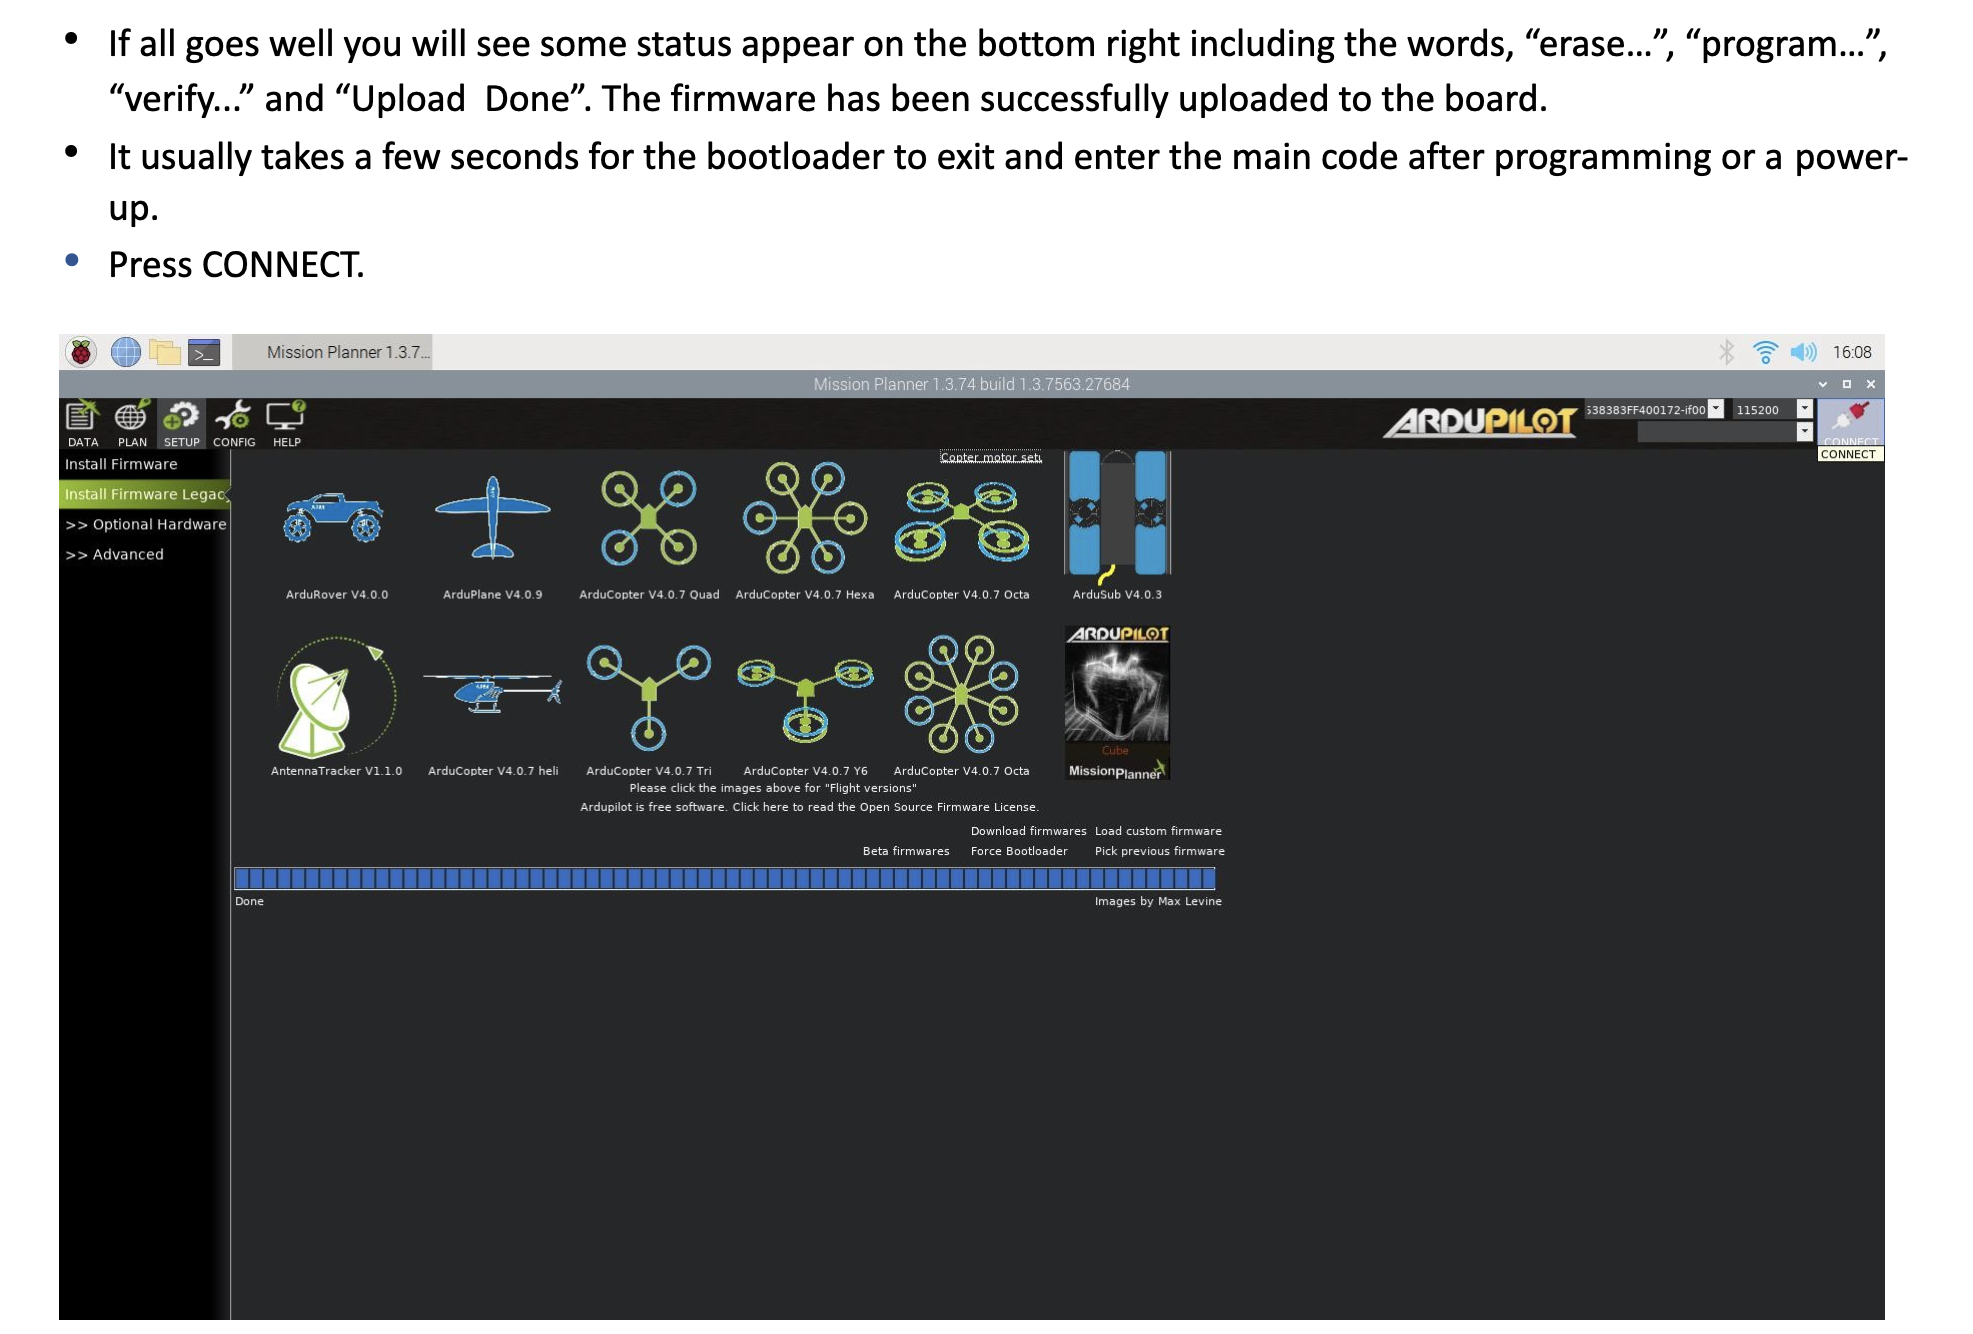 • If all goes well you will see some status appear on the bottom right including the words, “erase…”, “program…”,
“verify...” and “Upload  Done”. The firmware has been successfully uploaded to the board.
• It usually takes a few seconds for the bootloader to exit and enter the main code after programming or a power-
up.
• Press CONNECT.
>_ Mission Planner 1.3.7... 16:08
Mission Planner 1.3.74 build 1.3.7563.27684
ARDUPILOT 538383FF400172-if00 115200
DATA PLAN SETUP CONFIG HELP CONNECT
CONNECT
Install Firmware
Install Firmware Legac
>> Optional Hardware
>> Advanced
Copter motor setu
ArduRover V4.0.0 ArduPlane V4.0.9 ArduCopter V4.0.7 Quad ArduCopter V4.0.7 Hexa ArduCopter V4.0.7 Octa ArduSub V4.0.3
ARDUPILOT
Cube
MissionPlanner
AntennaTracker V1.1.0 ArduCopter V4.0.7 heli ArduCopter V4.0.7 Tri ArduCopter V4.0.7 Y6 ArduCopter V4.0.7 Octa
Please click the images above for "Flight versions"
Ardupilot is free software. Click here to read the Open Source Firmware License.
Download firmwares Load custom firmware
Beta firmwares Force Bootloader Pick previous firmware
Done Images by Max Levine